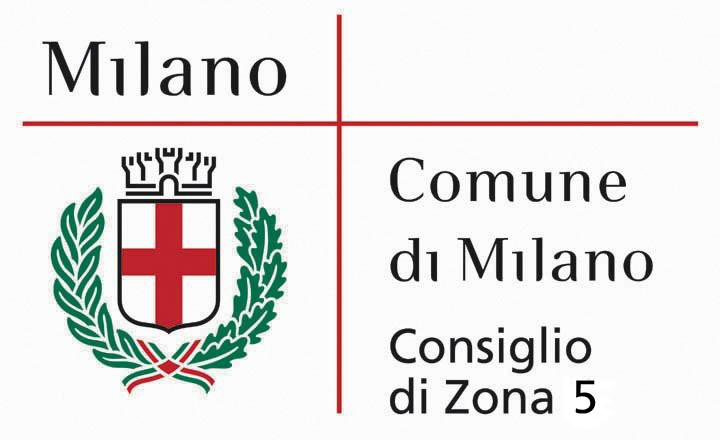 Milano
Comune
di Milano
Consiglio
di Zona 5